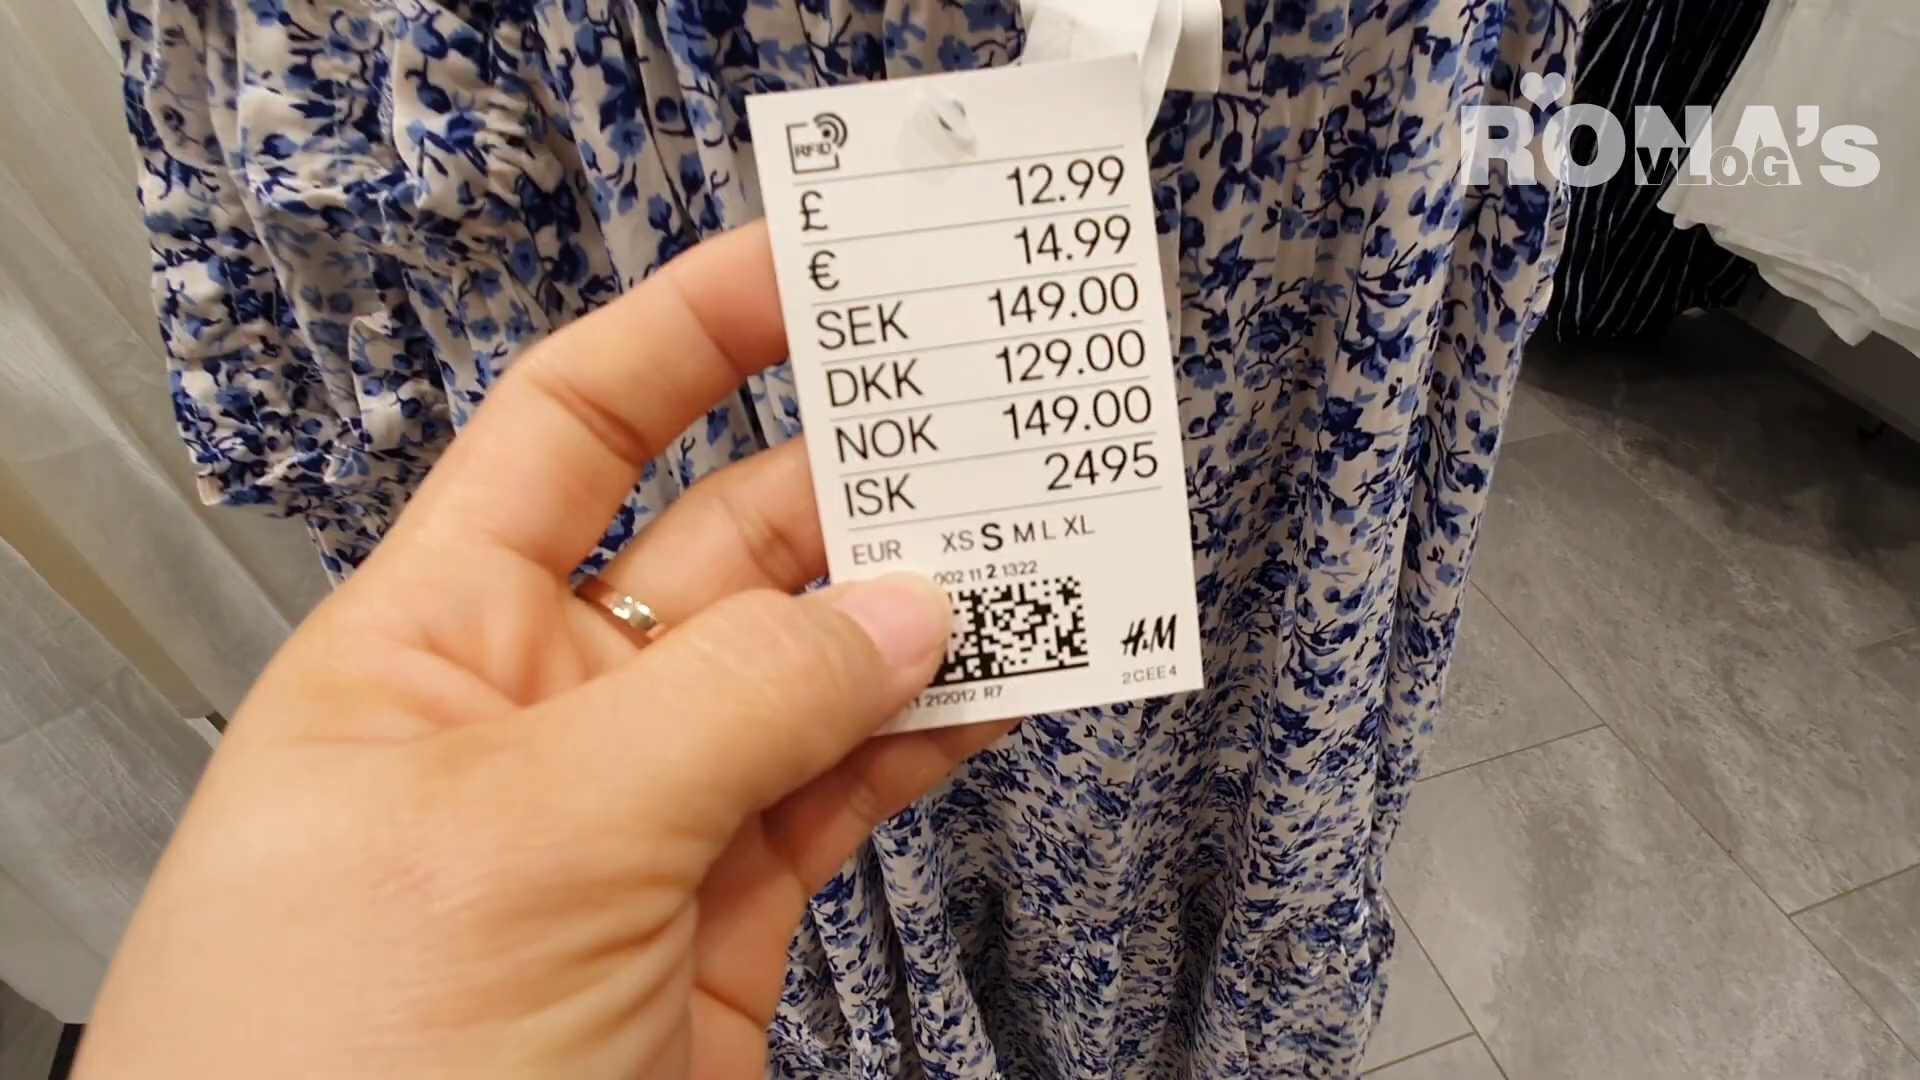 RONA's
VLOG
RFID
£ 12.99
€ 14.99
SEK 149.00
DKK 129.00
NOK 149.00
ISK 2495
EUR XS S M L XL
002 11 2 1322
H&M
2CEE4
212012 R7